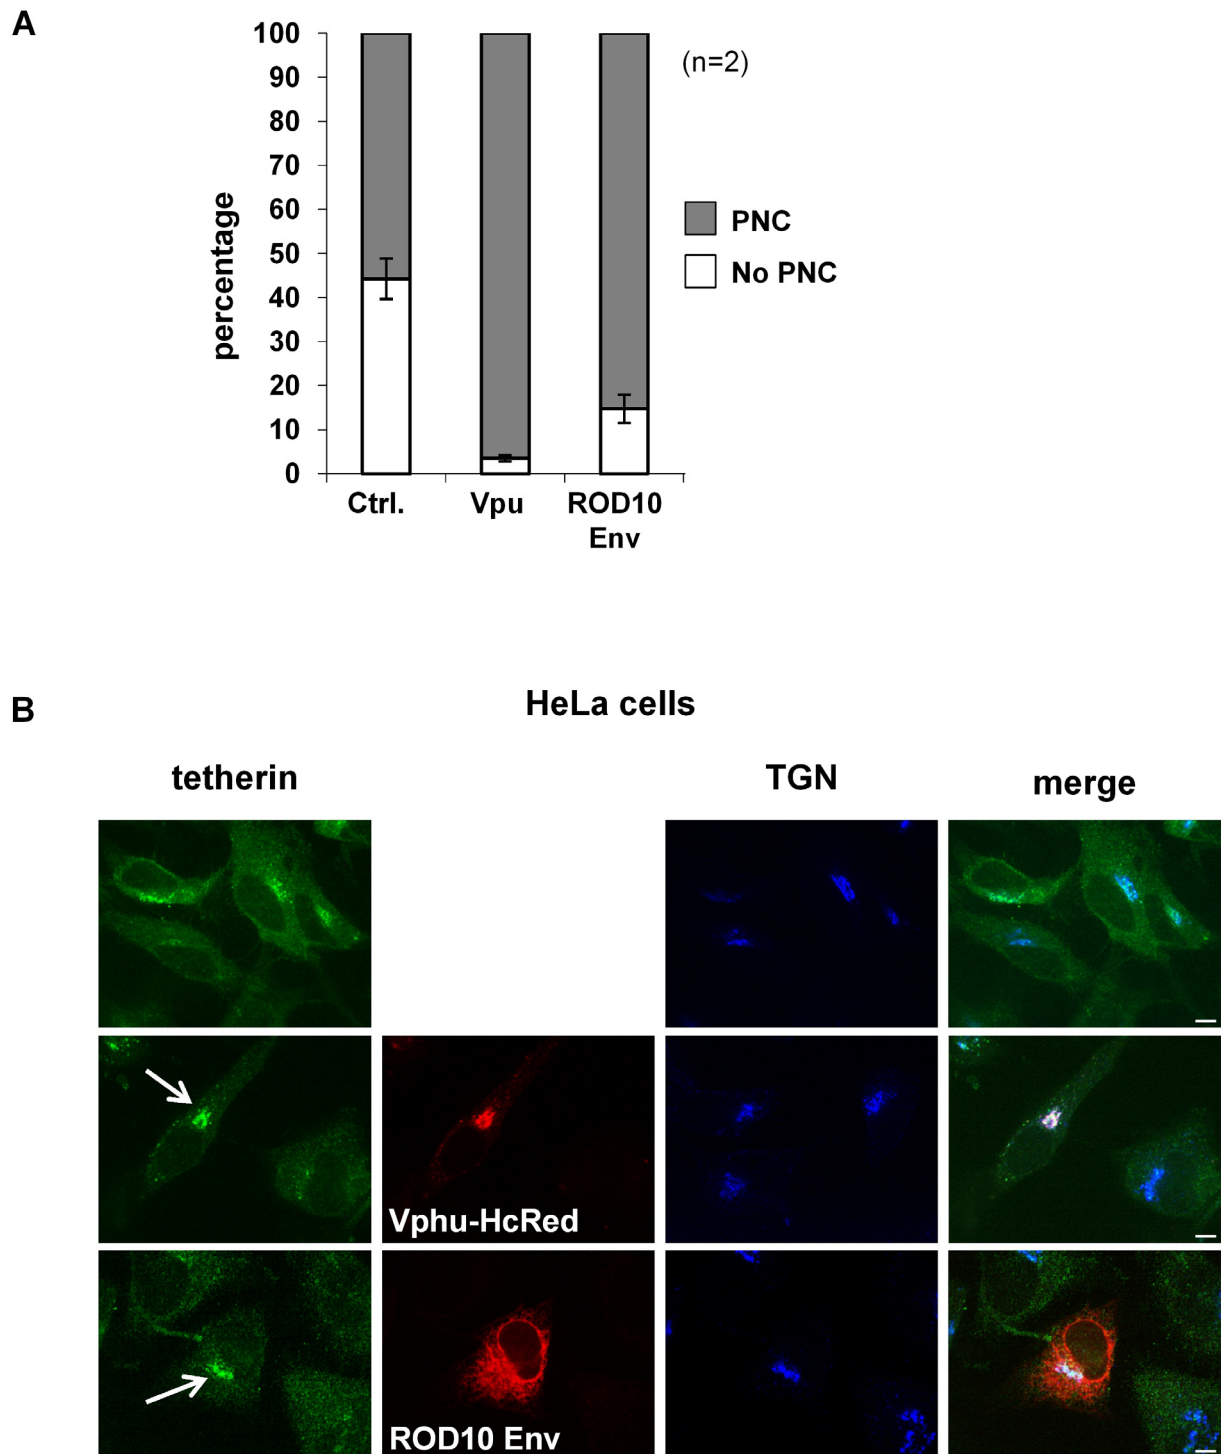 A
100
90
80
70
60
50
40
30
20
10
0
percentage
(n=2)
PNC
No PNC
Ctrl. Vpu ROD10
Env
B
HeLa cells
tetherin TGN merge
Vphu-HcRed
ROD10 Env